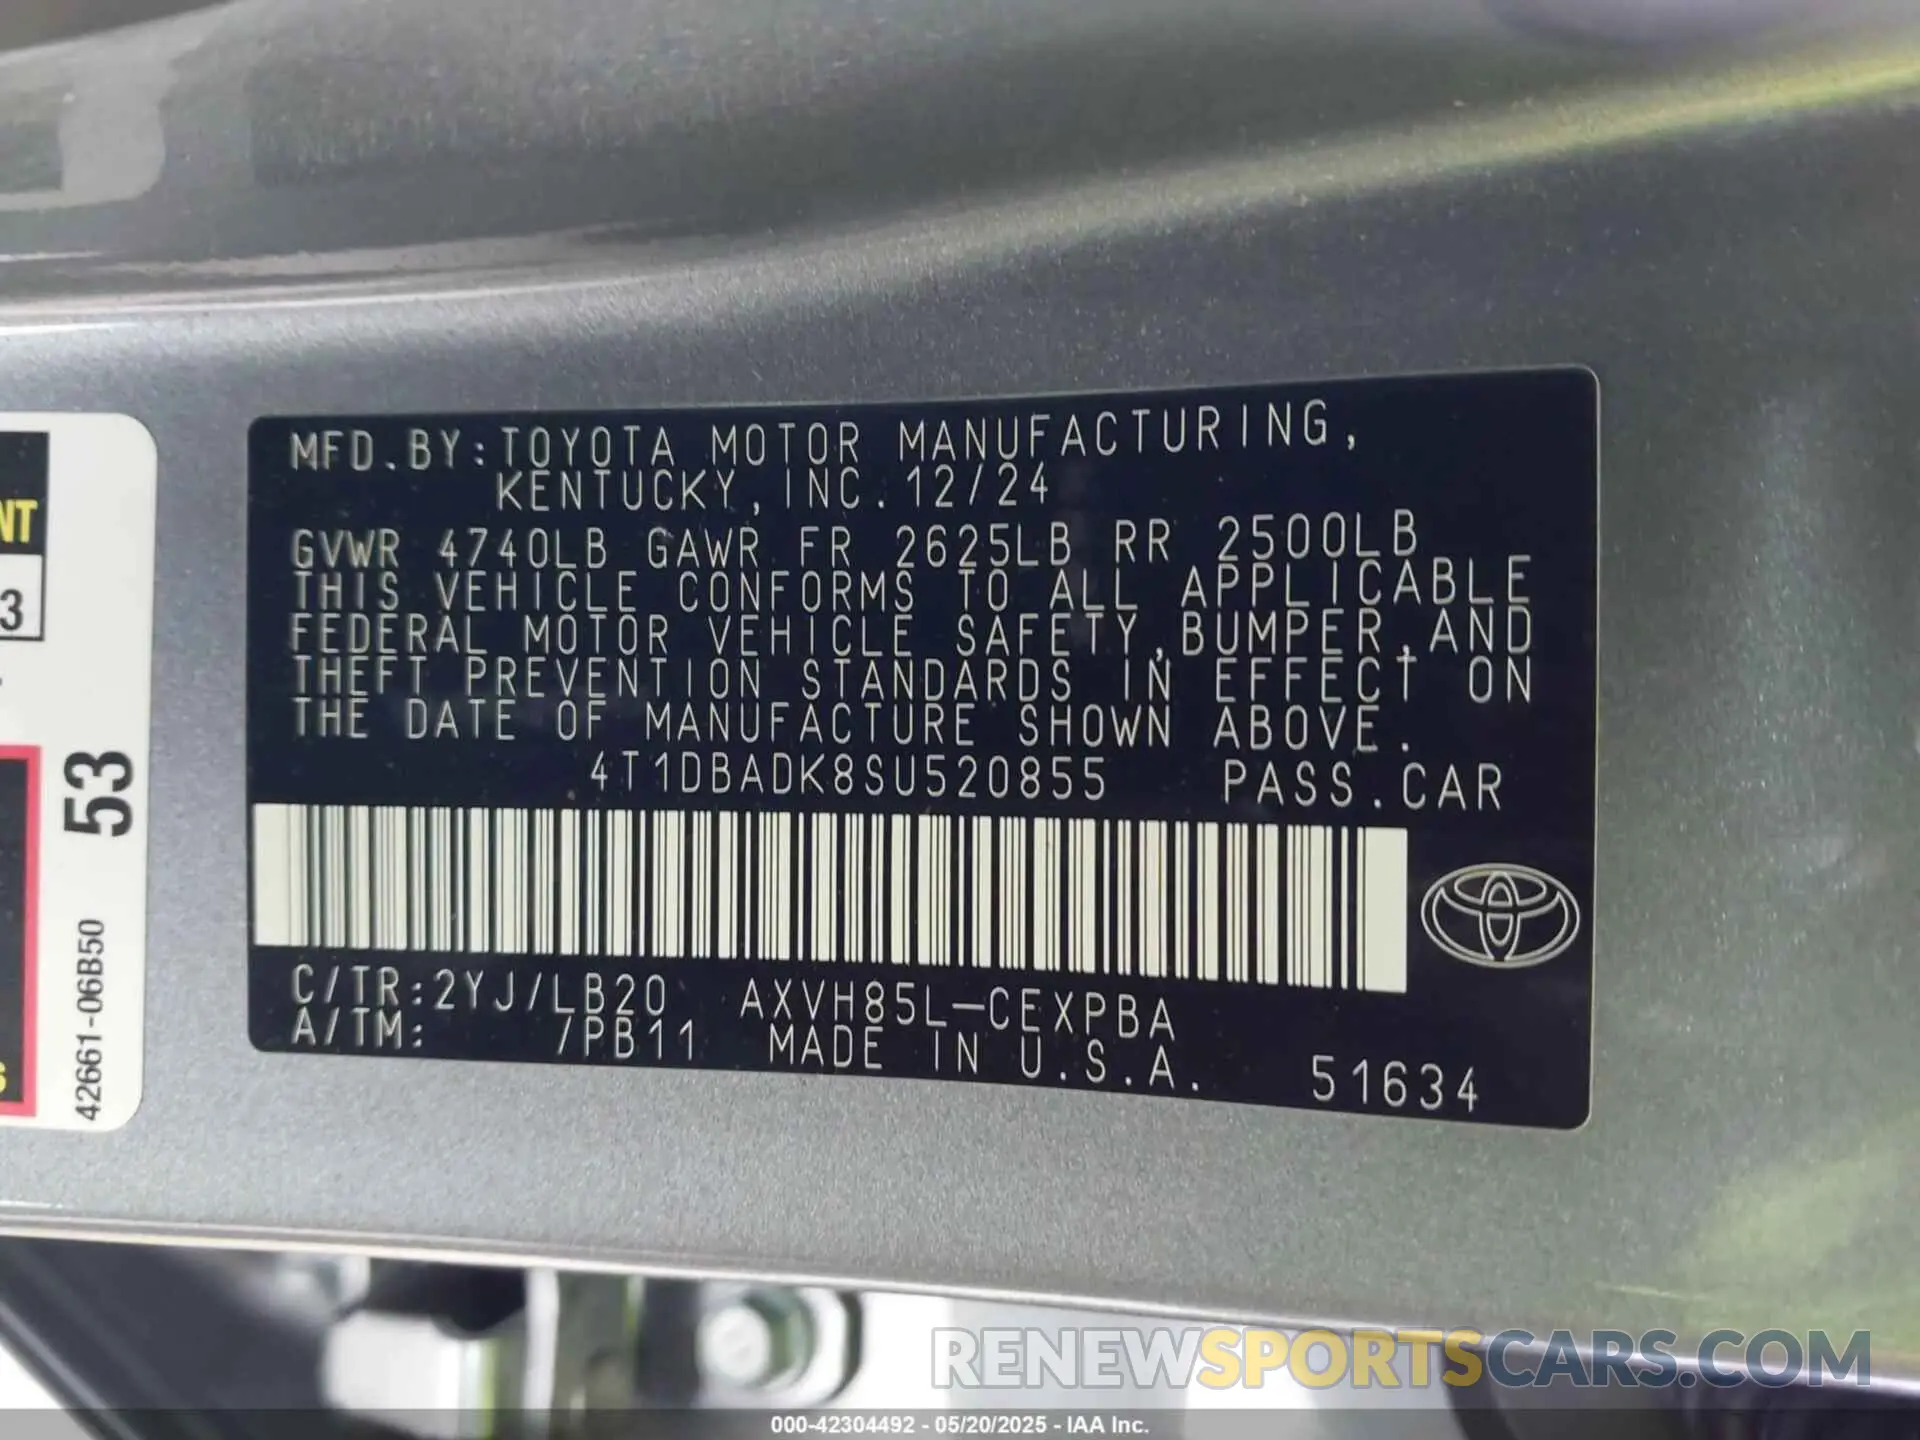 MFD.BY:TOYOTA MOTOR MANUFACTURING,
KENTUCKY,INC.12/24
GVWR 4740LB GAWR FR 2625LB RR 2500LB
THIS VEHICLE CONFORMS TO ALL APPLICABLE
FEDERAL MOTOR VEHICLE SAFETY,BUMPER,AND
THEFT PREVENTION STANDARDS IN EFFECT ON
THE DATE OF MANUFACTURE SHOWN ABOVE.
4T1DBADK8SU520855 PASS.CAR
C/TR:2YJ/LB20 AXVH85L-CEXPBA
A/TM: /PB11 MADE IN U.S.A. 51634
NT
3
53
42661-06B50
RENEWSPORTSCARS.COM
000-42304492 - 05/20/2025 - IAA Inc.